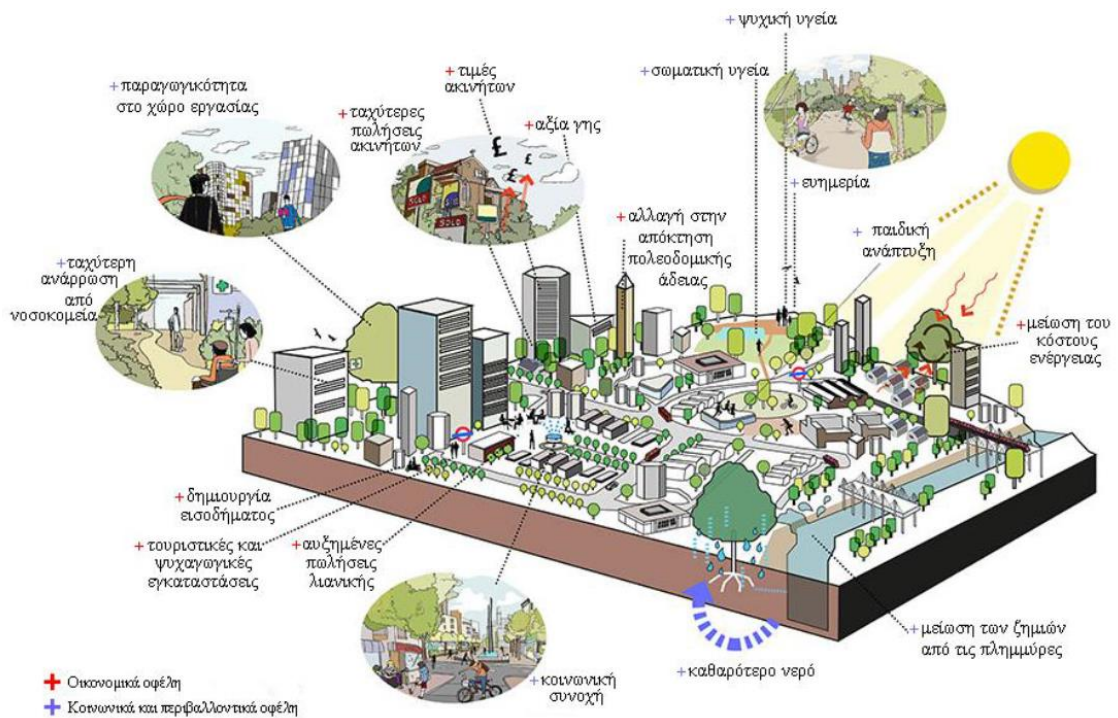 + ψυχική υγεία
+ σωματική υγεία
+ παραγωγικότητα
στο χώρο εργασίας
+ τιμές
ακινήτων
+ ταχύτερες
πωλήσεις
ακινήτων
+ αξία γης
£
£
£
SOLD
SOLD
SOLD
+ ευημερία
+ αλλαγή στην
απόκτηση
πολεοδομικής
άδειας
+ παιδική
ανάπτυξη
+ ταχύτερη
ανάρρωση
από
νοσοκομεία
+ μείωση του
κόστους
ενέργειας
+ δημιουργία
εισοδήματος
+ τουριστικές και
ψυχαγωγικές
εγκαταστάσεις
+ αυξημένες
πωλήσεις
λιανικής
+ κοινωνική
συνοχή
+ καθαρότερο νερό
+ μείωση των ζημιών
από τις πλημμύρες
+ Οικονομικά οφέλη
+ Κοινωνικά και περιβαλλοντικά οφέλη